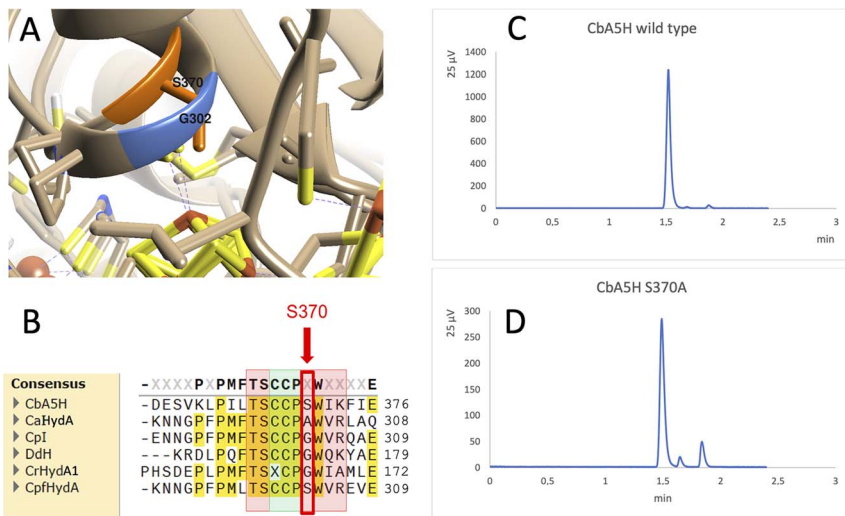 A
S370
G302
B
S370
Consensus
-XXXXPXPMFTSCCPXWXXXXE
CbA5H -DESVKLPILTSCCPSWIKFIE 376
CaHydA -KNNGPFPMFTSCCPAWVRLAQ 308
CpI -ENNGPFPMFTSCCPGWVRQAE 309
DdH ---KRDLPQFTSCCPGWQKYAE 179
CrHydA1 PHSDEPLPMFTSXCPGWIAMLE 172
CpfHydA -KNNGPFPMLTSCCPSWVREVE 309
C
CbA5H wild type
25 µV
1400
1200
1000
800
600
400
200
0
0 0,5 1 1,5 2 2,5 3
min
D
CbA5H S370A
25 µV
300
250
200
150
100
50
0
0 0,5 1 1,5 2 2,5 3
min